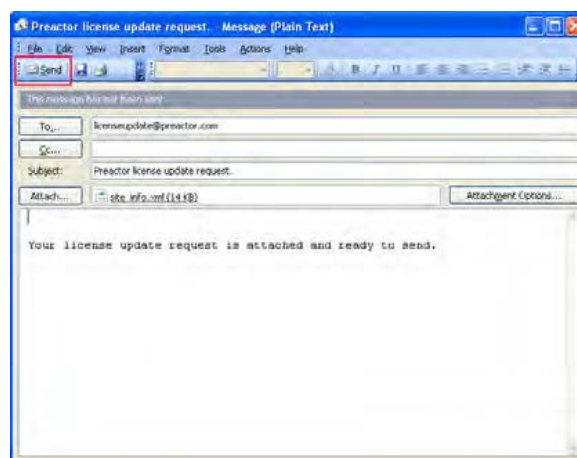 Preactor license update request. - Message (Plain Text)
File Edit View Insert Format Tools Actions Help
Send
This message has not been sent.
To... licenseupdate@preactor.com
Cc...
Subject: Preactor license update request.
Attach... site_info.xml (14 KB) Attachment Options...
Your license update request is attached and ready to send.